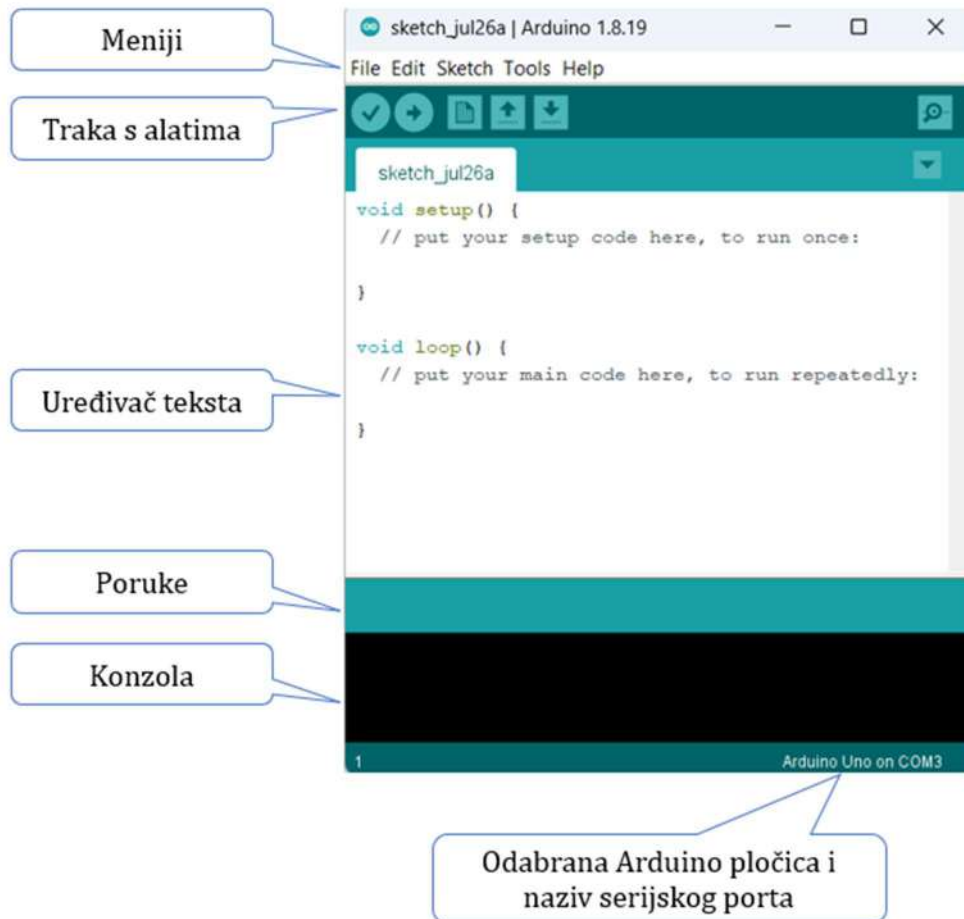 Meniji
sketch_jul26a | Arduino 1.8.19
File Edit Sketch Tools Help
Traka s alatima
sketch_jul26a
void setup() {
// put your setup code here, to run once:
}
void loop() {
// put your main code here, to run repeatedly:
}
Uređivač teksta
Poruke
Konzola
1
Arduino Uno on COM3
Odabrana Arduino pločica i
naziv serijskog porta